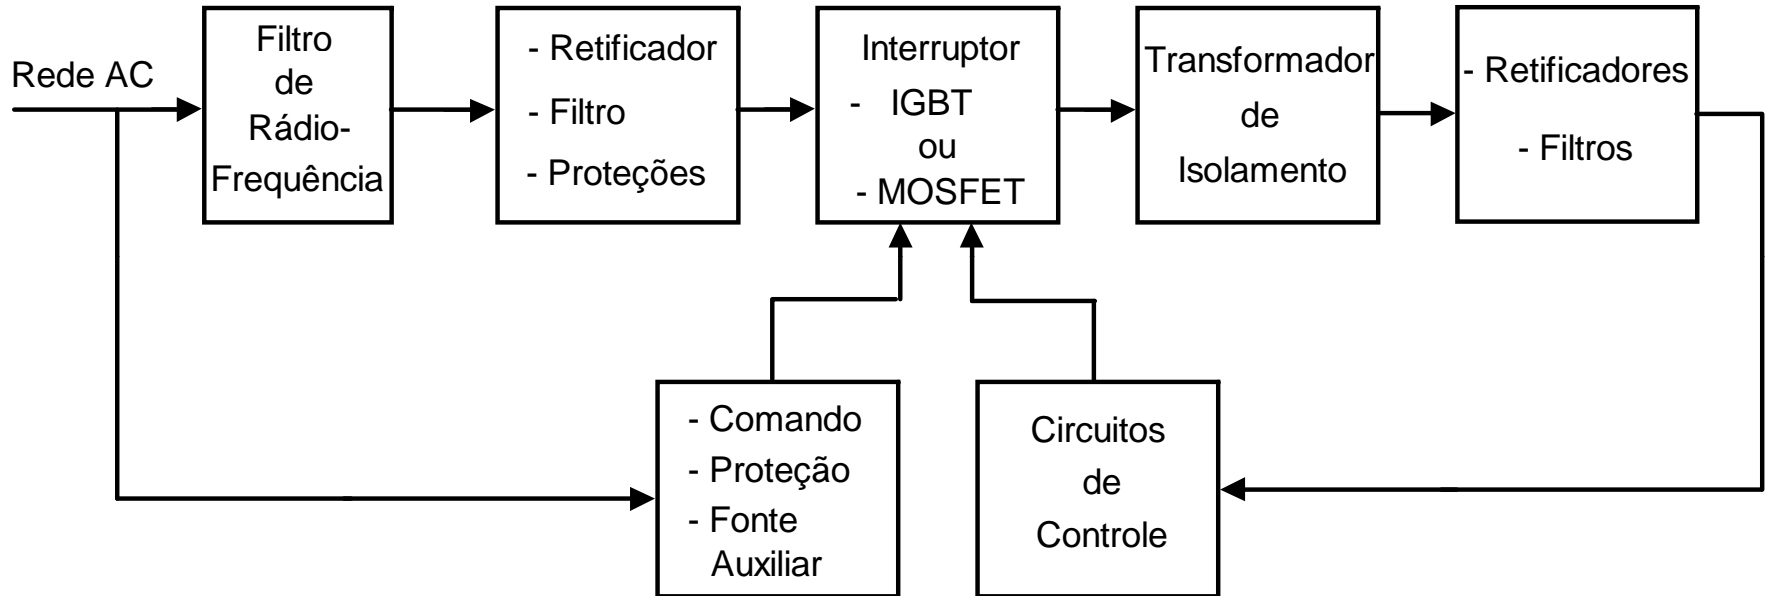 Rede AC
Filtro
de
Rádio-
Frequência
- Retificador
- Filtro
- Proteções
Interruptor
- IGBT
ou
- MOSFET
Transformador
de
Isolamento
- Retificadores
- Filtros
- Comando
- Proteção
- Fonte
Auxiliar
Circuitos
de
Controle